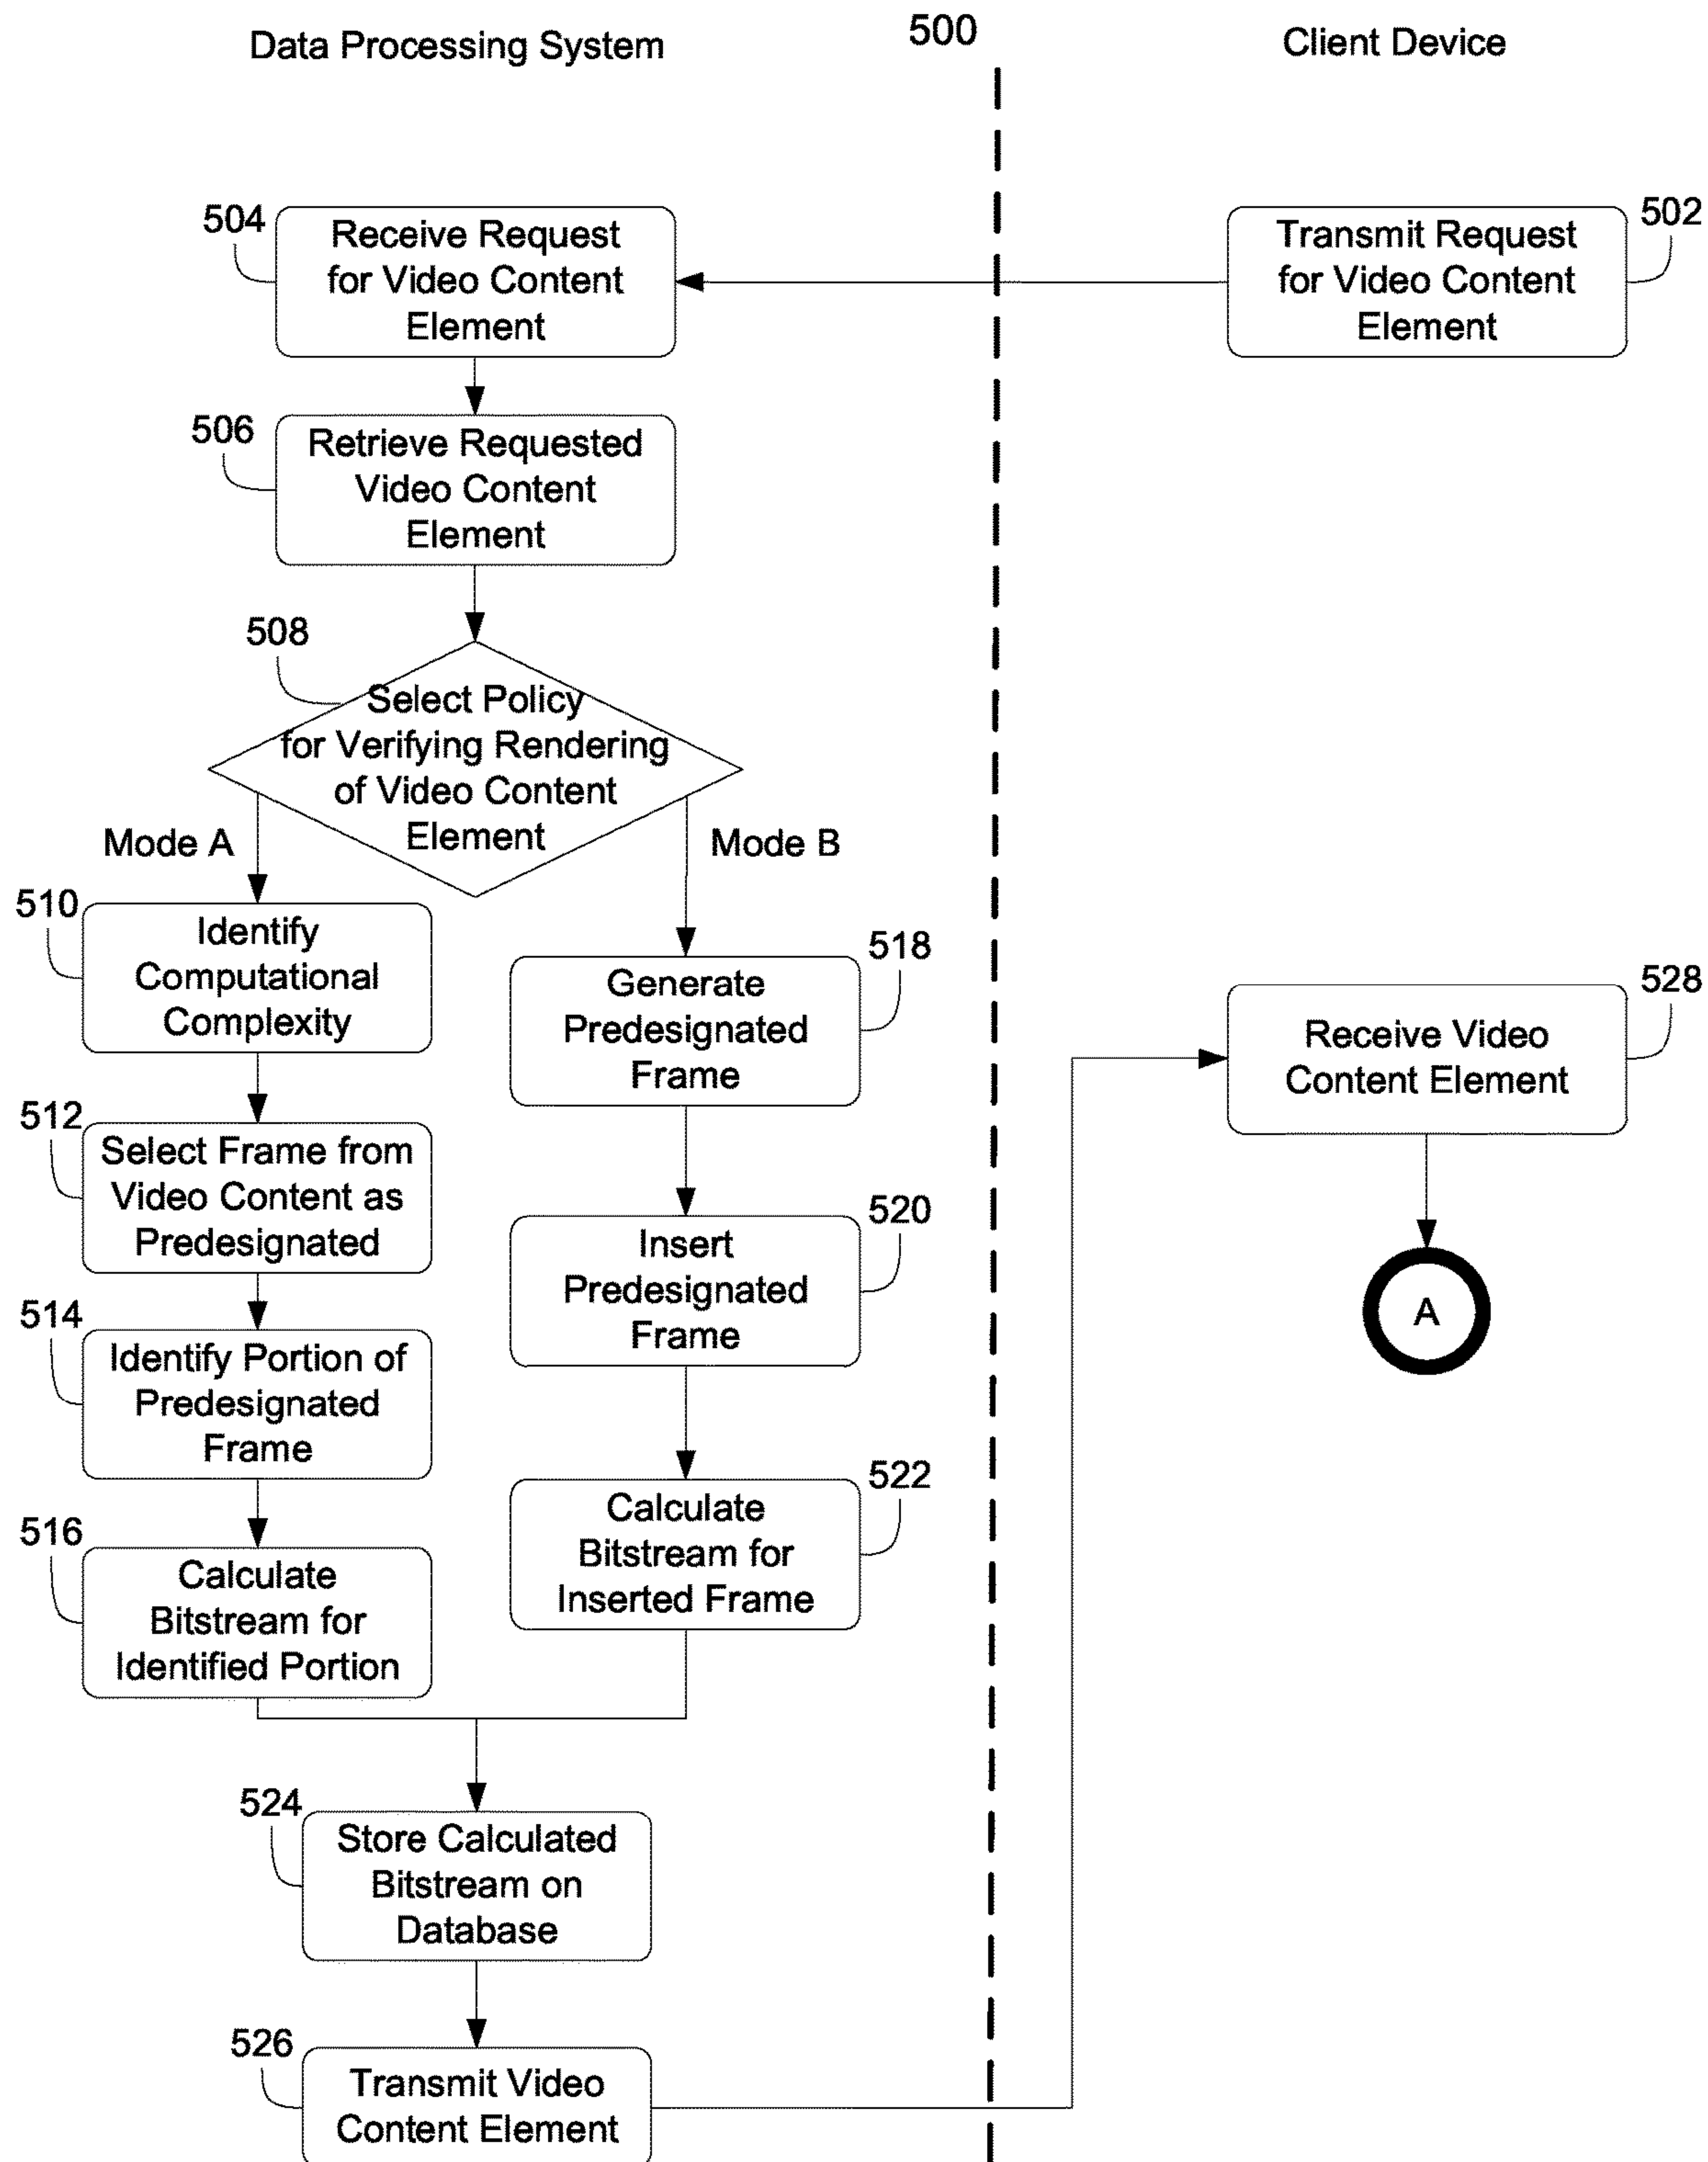 Data Processing System
500
Client Device
504
Receive Request
for Video Content
Element
502
Transmit Request
for Video Content
Element
506
Retrieve Requested
Video Content
Element
508
Select Policy
for Verifying Rendering
of Video Content
Element
Mode A
Mode B
510
Identify
Computational
Complexity
512
Select Frame from
Video Content as
Predesignated
514
Identify Portion of
Predesignated
Frame
516
Calculate
Bitstream for
Identified Portion
518
Generate
Predesignated
Frame
520
Insert
Predesignated
Frame
522
Calculate
Bitstream for
Inserted Frame
524
Store Calculated
Bitstream on
Database
526
Transmit Video
Content Element
528
Receive Video
Content Element
A